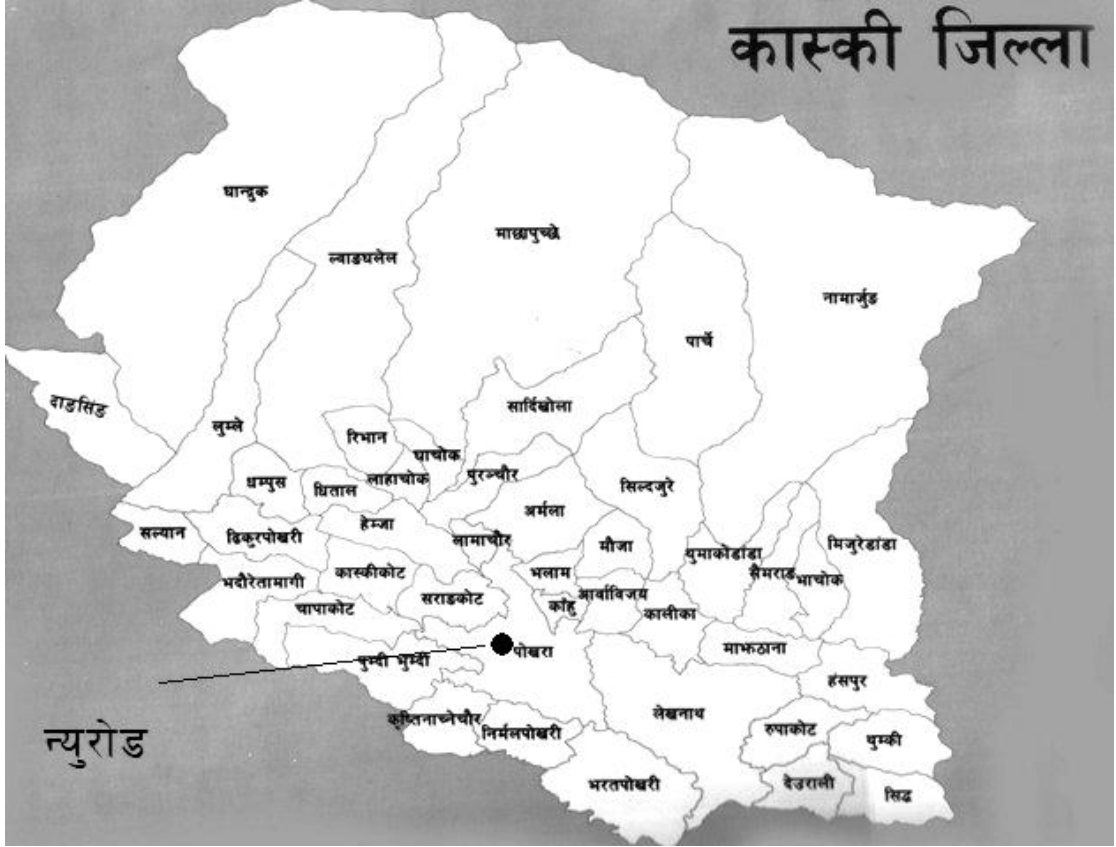 कास्की जिल्ला
घान्द्रुक
माछापुच्छ्रे
ल्वाङघलेल
नामार्जुङ
पार्चे
दाङसिंङ
सार्दिखोला
लुम्ले
रिभान
घाचोक
पुरञ्चौर
लाहाचोक
धम्पुस
धिताल
सिल्दजुरे
अर्मला
हेम्जा
सल्यान
ढिकुरपोखरी
लामाचौर
मौजा
थुमाकोडांडा
मिजुरेडांडा
सैमराङ
भाचोक
कास्कीकोट
भलाम
भदौरेतामागी
आर्वाविजय
सराङकोट
चापाकोट
काँहु
कालीका
माझठाना
पोखरा
पुम्दी भुम्दी
हंसपुर
लेखनाथ
कृष्तिनाच्नेचौर
निर्मलपोखरी
रुपाकोट
थुम्की
न्युरोड
भरतपोखरी
देउराली
सिद्ध